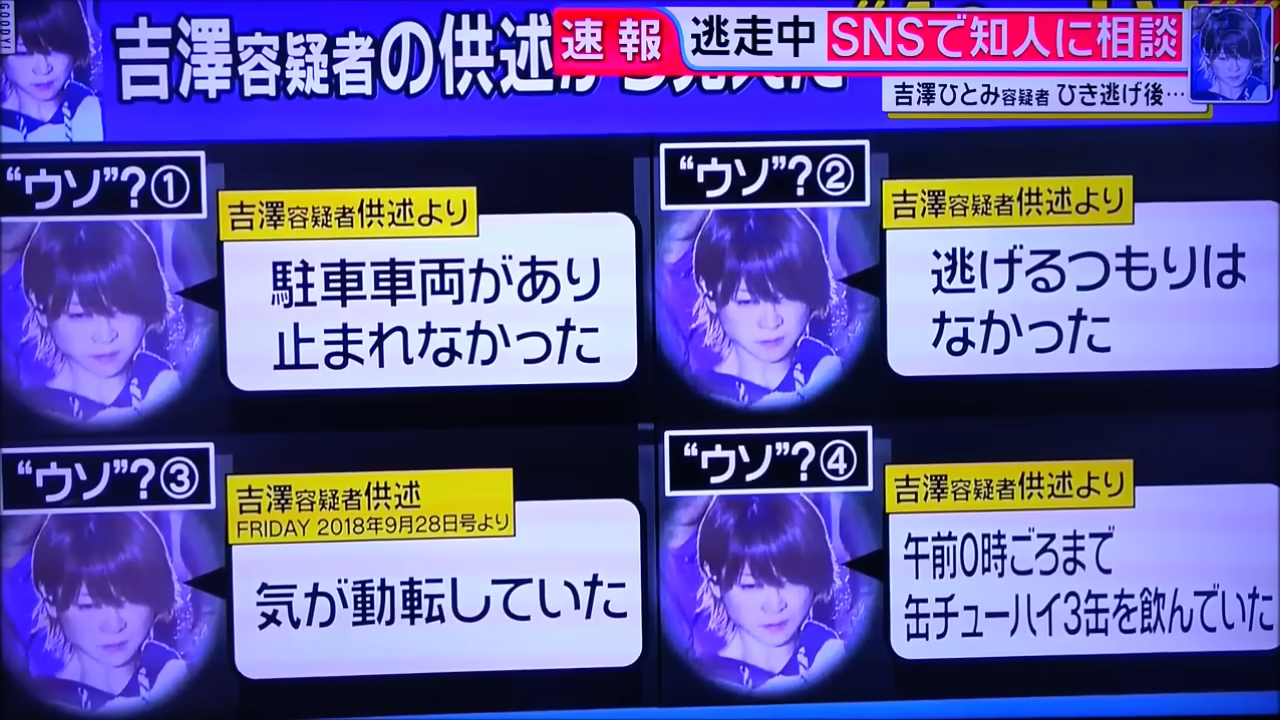 GOODY!
吉澤容疑者の供述から
速報
逃走中 SNSで知人に相談
吉澤ひとみ容疑者 ひき逃げ後…
“ウソ”?①
吉澤容疑者供述より
駐車車両があり
止まれなかった
“ウソ”?②
吉澤容疑者供述より
逃げるつもりは
なかった
“ウソ”?③
吉澤容疑者供述
FRIDAY 2018年9月28日号より
気が動転していた
“ウソ”?④
吉澤容疑者供述より
午前0時ごろまで
缶チューハイ3缶を飲んでいた